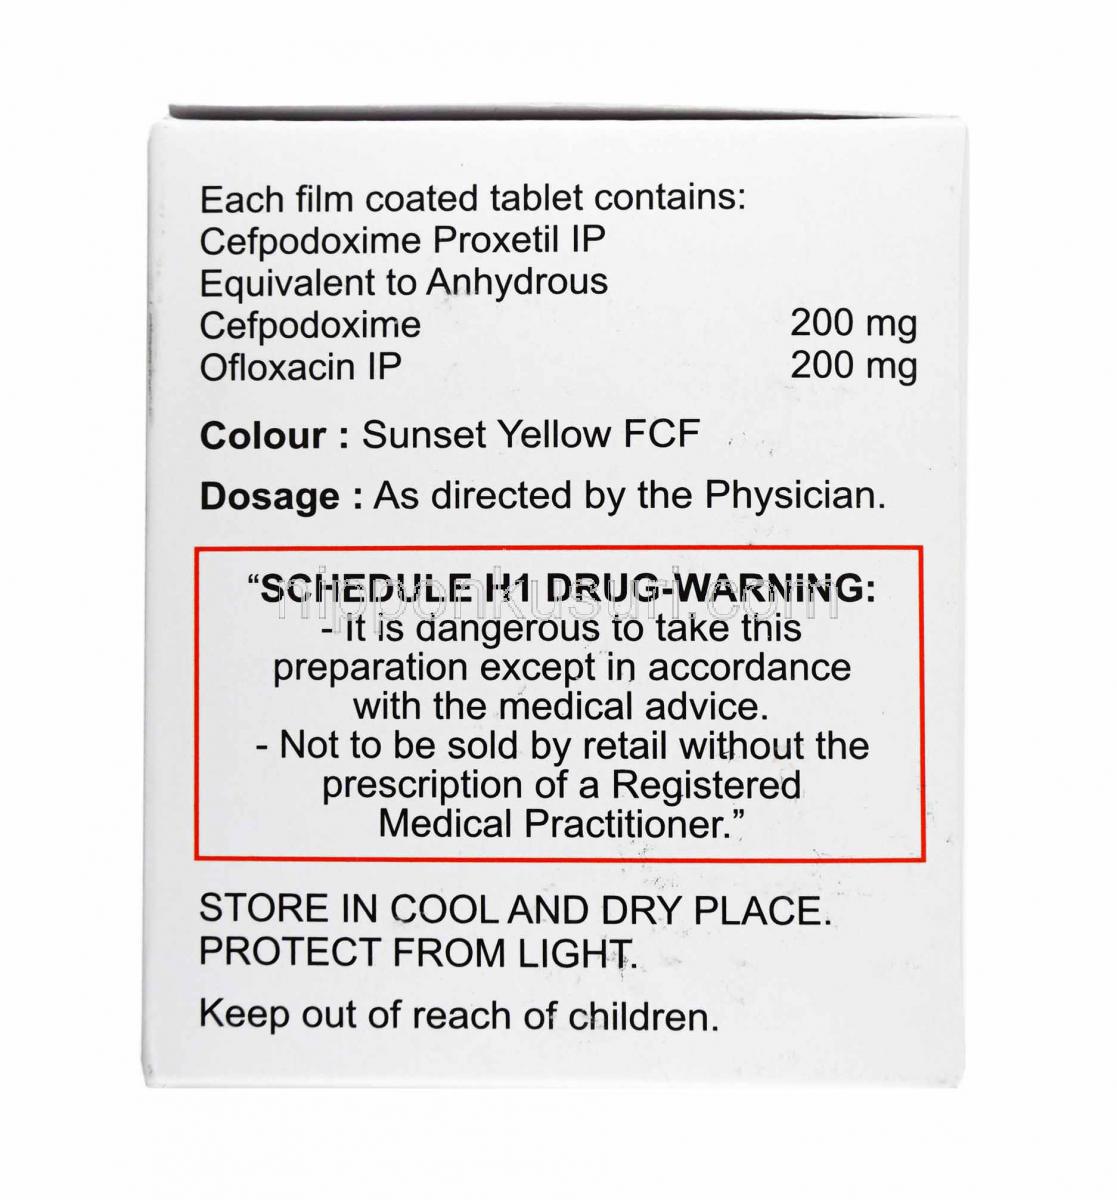 Each film coated tablet contains:
Cefpodoxime Proxetil IP
Equivalent to Anhydrous
Cefpodoxime 200 mg
Ofloxacin IP 200 mg
Colour : Sunset Yellow FCF
Dosage : As directed by the Physician.
“SCHEDULE H1 DRUG-WARNING:
nipponkusuri.com
- It is dangerous to take this
preparation except in accordance
with the medical advice.
- Not to be sold by retail without the
prescription of a Registered
Medical Practitioner.”
STORE IN COOL AND DRY PLACE.
PROTECT FROM LIGHT.
Keep out of reach of children.